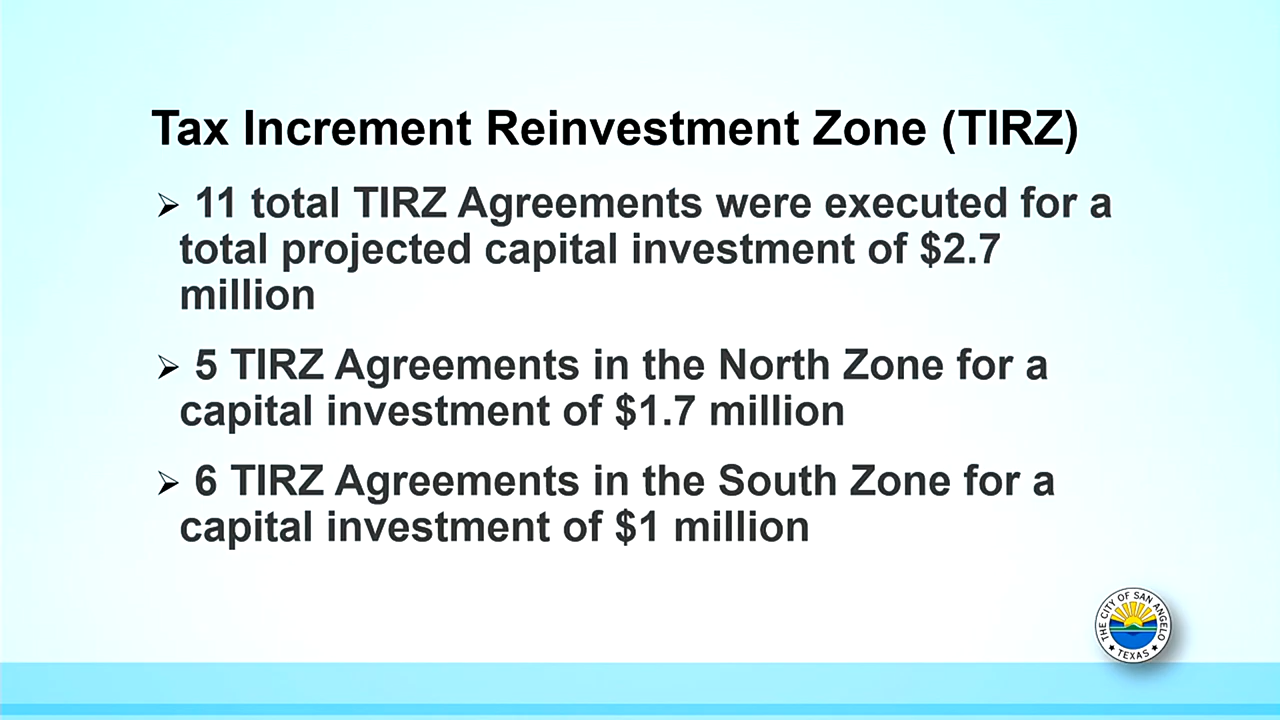 Tax Increment Reinvestment Zone (TIRZ)
➢ 11 total TIRZ Agreements were executed for a
total projected capital investment of $2.7
million
➢ 5 TIRZ Agreements in the North Zone for a
capital investment of $1.7 million
➢ 6 TIRZ Agreements in the South Zone for a
capital investment of $1 million
THE CITY OF SAN ANGELO
★ TEXAS ★